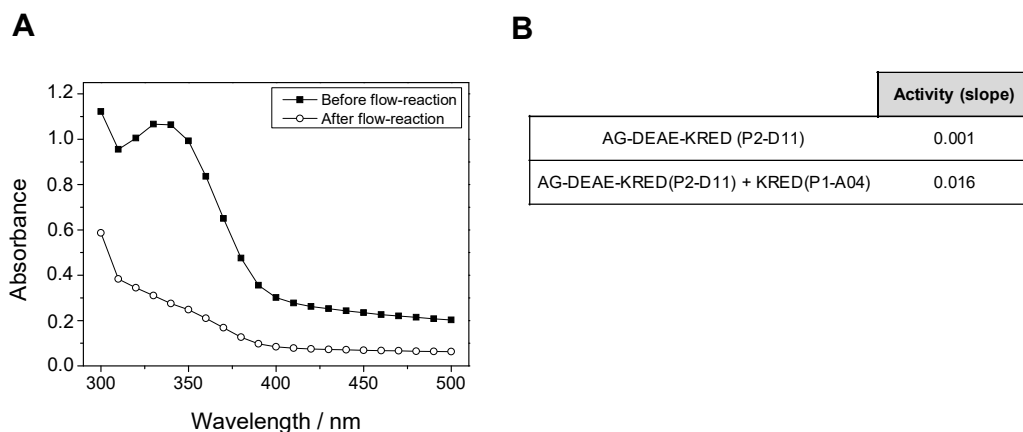 A
B
1.2
1.0
0.8
0.6
0.4
0.2
0.0
Absorbance
Before flow-reaction
After flow-reaction
300
350
400
450
500
Wavelength / nm
Activity (slope)
AG-DEAE-KRED (P2-D11) 0.001
AG-DEAE-KRED(P2-D11) + KRED(P1-A04) 0.016